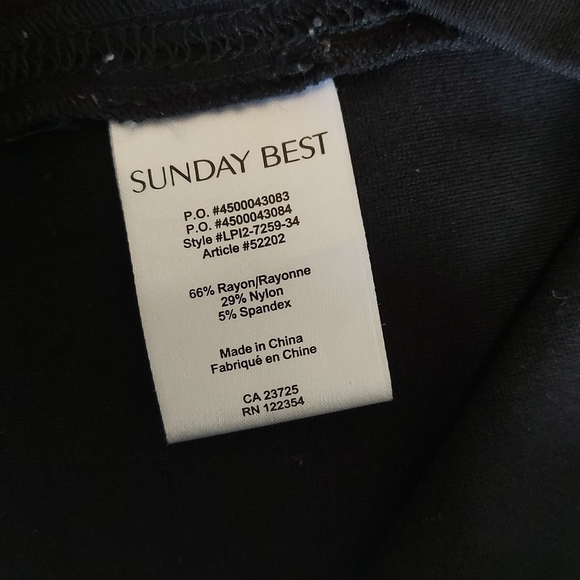 SUNDAY BEST
P.O. #4500043083
P.O. #4500043084
Style #LPI2-7259-34
Article #52202
66% Rayon/Rayonne
29% Nylon
5% Spandex
Made in China
Fabriqué en Chine
CA 23725
RN 122354